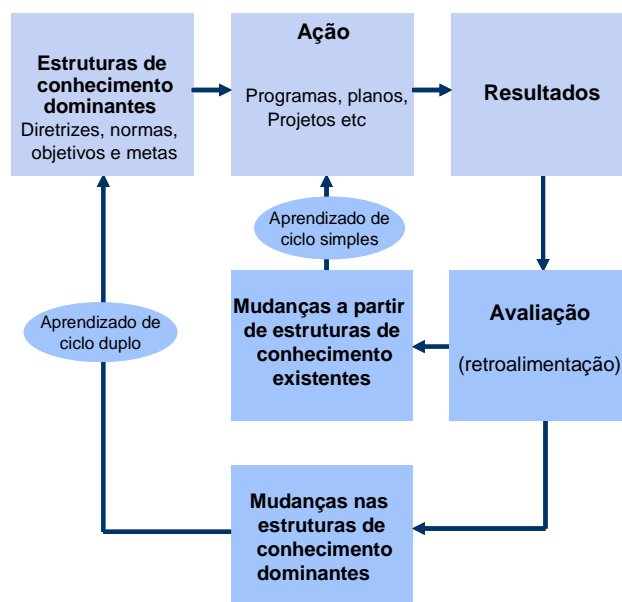 Estruturas de
conhecimento
dominantes
Diretrizes, normas,
objetivos e metas
Ação
Programas, planos,
Projetos etc
Resultados
Aprendizado de
ciclo simples
Mudanças a partir
de estruturas de
conhecimento
existentes
Avaliação
(retroalimentação)
Aprendizado de
ciclo duplo
Mudanças nas
estruturas de
conhecimento
dominantes